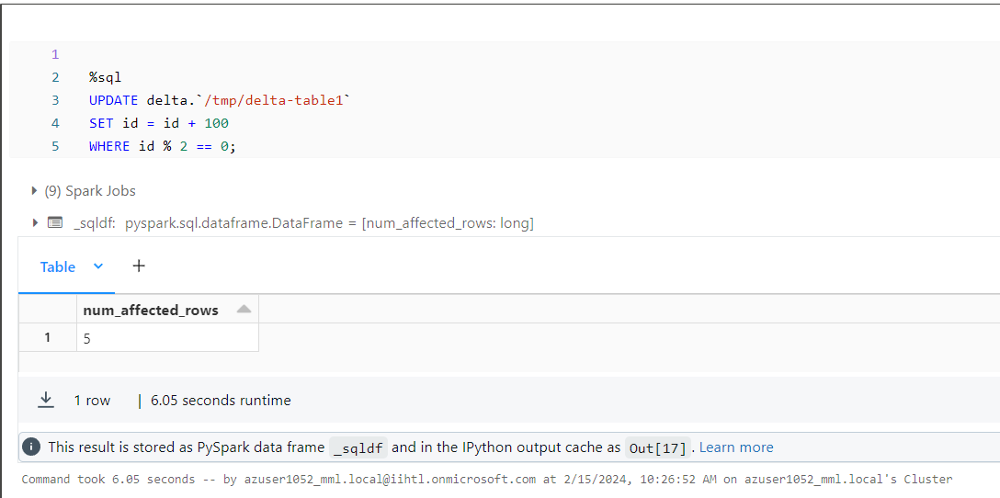 1
2 %sql
3 UPDATE delta.`/tmp/delta-table1`
4 SET id = id + 100
5 WHERE id % 2 == 0;
(9) Spark Jobs
_sqldf: pyspark.sql.dataframe.DataFrame = [num_affected_rows: long]
Table +
num_affected_rows
1 5
1 row | 6.05 seconds runtime
This result is stored as PySpark data frame _sqldf and in the IPython output cache as Out[17] . Learn more
Command took 6.05 seconds -- by azuser1052_mml.local@iihtl.onmicrosoft.com at 2/15/2024, 10:26:52 AM on azuser1052_mml.local's Cluster